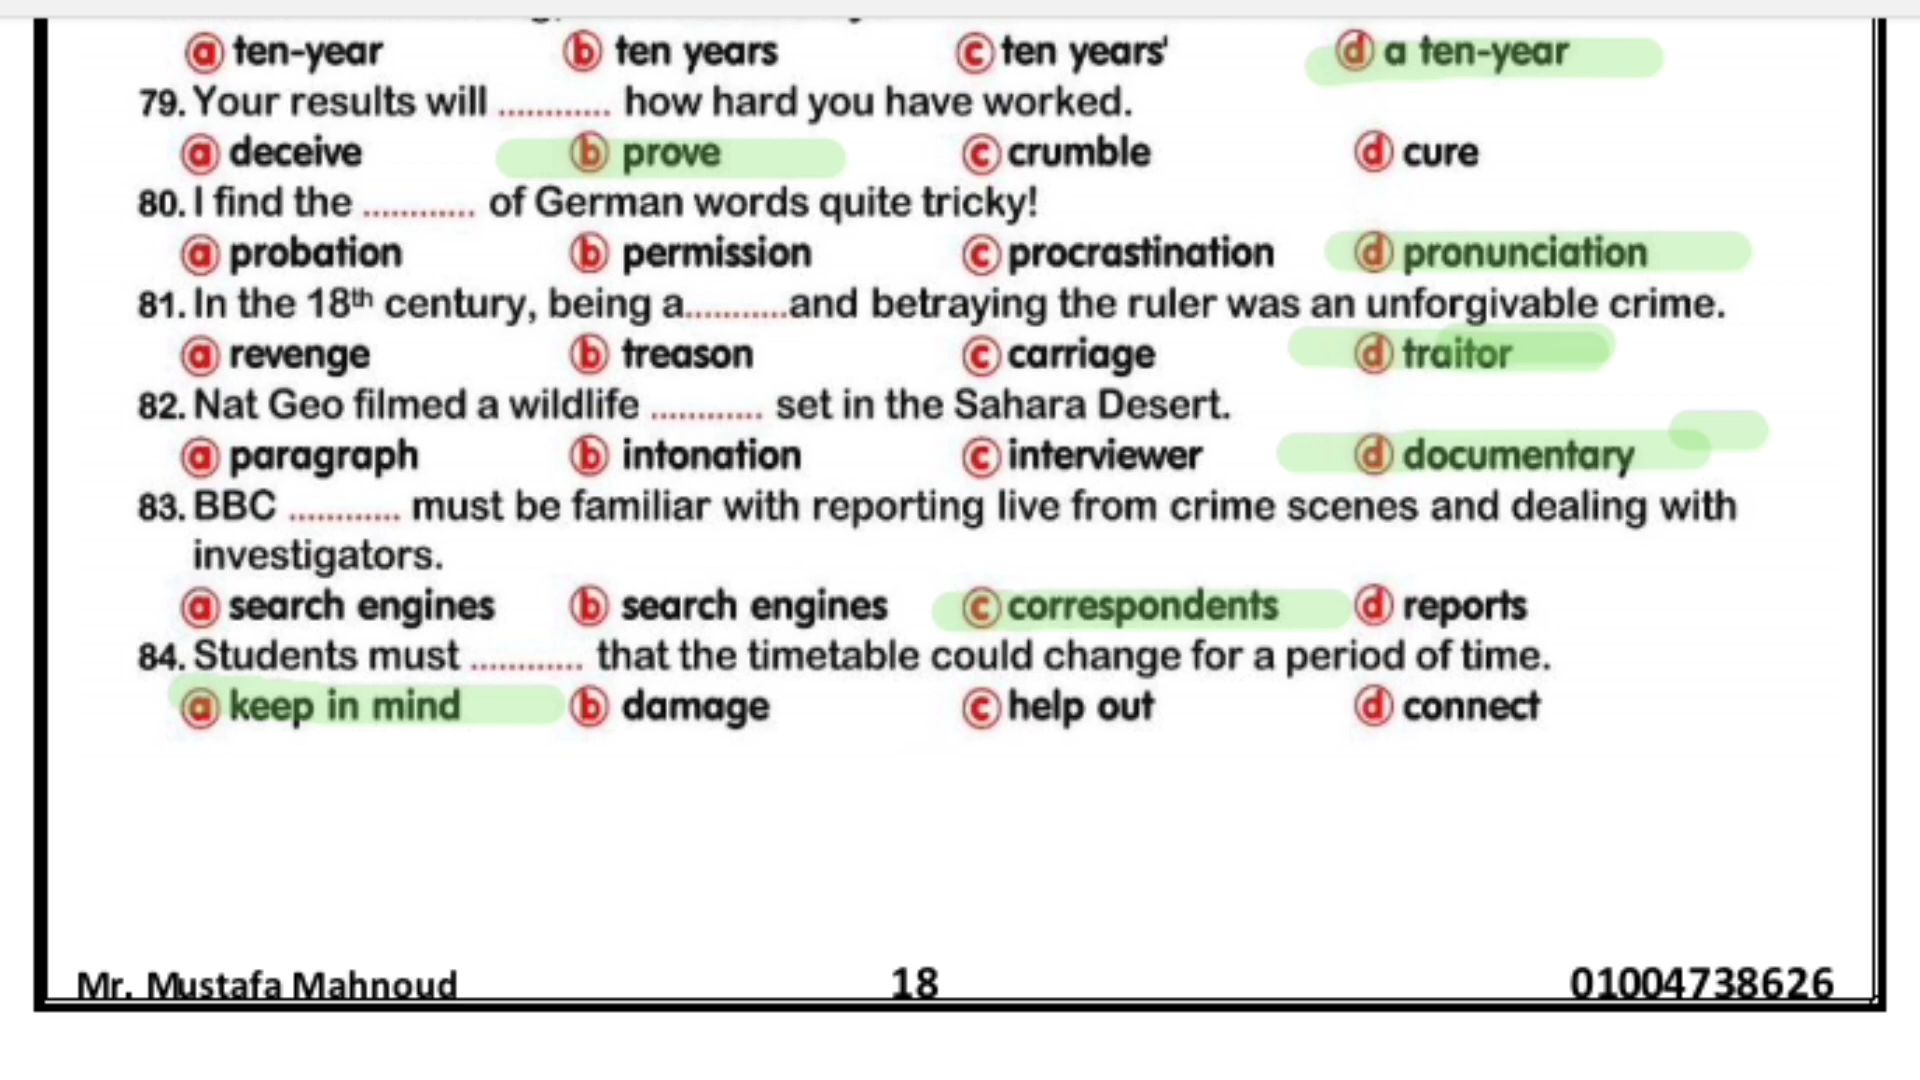 ⓐ ten-year ⓑ ten years ⓒ ten years' ⓓ a ten-year
79. Your results will ............ how hard you have worked.
ⓐ deceive ⓑ prove ⓒ crumble ⓓ cure
80. I find the ............ of German words quite tricky!
ⓐ probation ⓑ permission ⓒ procrastination ⓓ pronunciation
81. In the 18th century, being a...........and betraying the ruler was an unforgivable crime.
ⓐ revenge ⓑ treason ⓒ carriage ⓓ traitor
82. Nat Geo filmed a wildlife ............ set in the Sahara Desert.
ⓐ paragraph ⓑ intonation ⓒ interviewer ⓓ documentary
83. BBC ............ must be familiar with reporting live from crime scenes and dealing with
investigators.
ⓐ search engines ⓑ search engines ⓒ correspondents ⓓ reports
84. Students must ............ that the timetable could change for a period of time.
ⓐ keep in mind ⓑ damage ⓒ help out ⓓ connect
Mr. Mustafa Mahnoud 18 01004738626